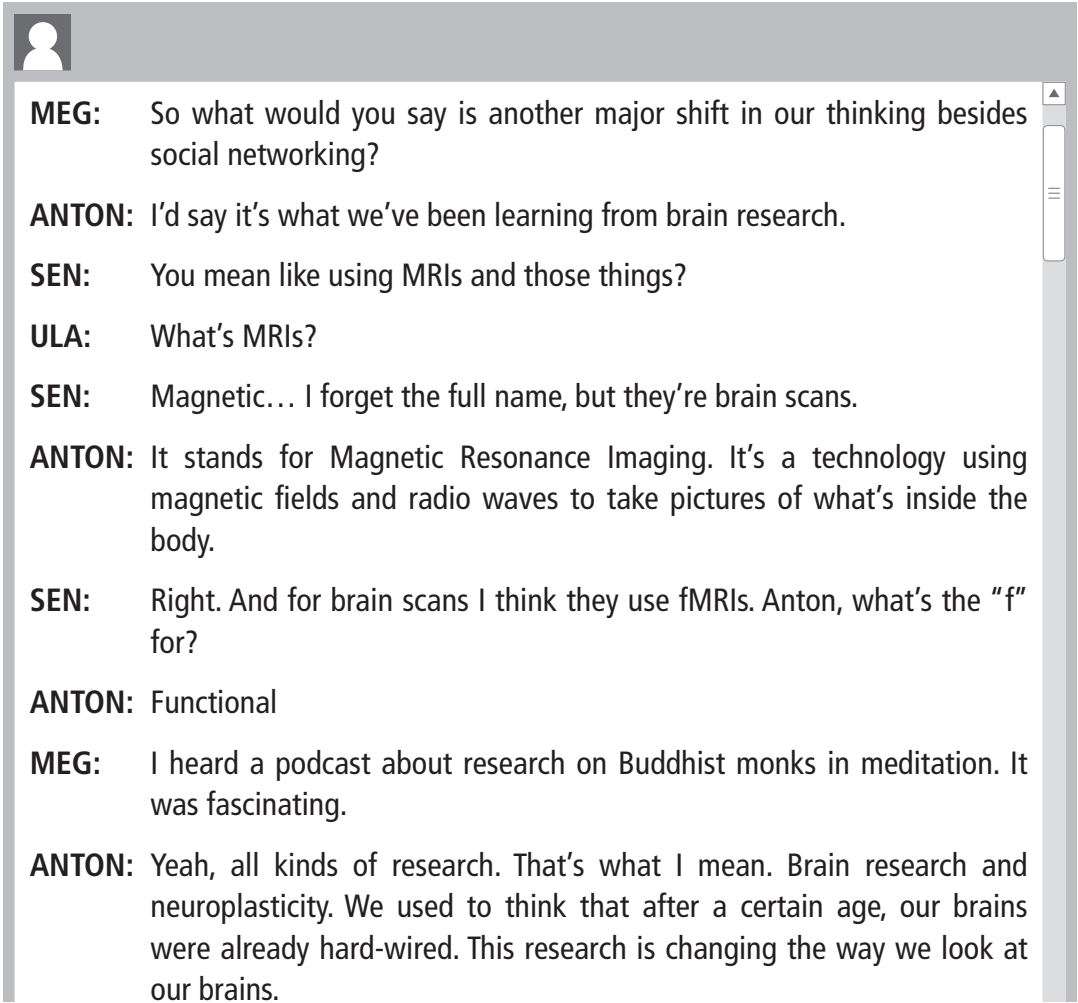 MEG: So what would you say is another major shift in our thinking besides
social networking?
ANTON: I’d say it’s what we’ve been learning from brain research.
SEN: You mean like using MRIs and those things?
ULA: What’s MRIs?
SEN: Magnetic… I forget the full name, but they’re brain scans.
ANTON: It stands for Magnetic Resonance Imaging. It’s a technology using
magnetic fields and radio waves to take pictures of what’s inside the
body.
SEN: Right. And for brain scans I think they use fMRIs. Anton, what’s the “f”
for?
ANTON: Functional
MEG: I heard a podcast about research on Buddhist monks in meditation. It
was fascinating.
ANTON: Yeah, all kinds of research. That’s what I mean. Brain research and
neuroplasticity. We used to think that after a certain age, our brains
were already hard-wired. This research is changing the way we look at
our brains.